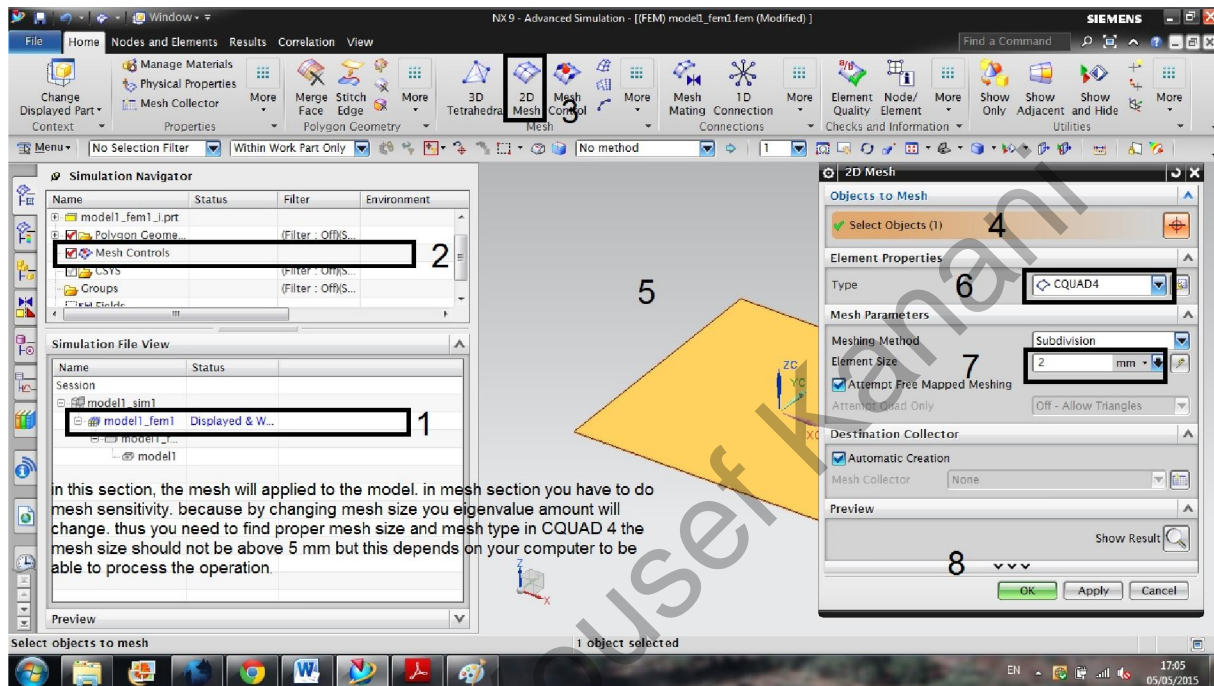 Window
NX 9 - Advanced Simulation - [(FEM) model1_fem1.fem (Modified) ]
SIEMENS
File Home Nodes and Elements Results Correlation View
Find a Command
Change Displayed Part
Manage Materials
Physical Properties
Mesh Collector
More
Merge Face
Stitch Edge
More
3D Tetrahedral
2D Mesh
Mesh Control
3
More
Mesh Mating
1D Connection
More
Element Quality
Node/ Element
More
Show Only
Show Adjacent
Show and Hide
More
Context Properties Polygon Geometry Mesh Connections Checks and Information Utilities
Menu No Selection Filter Within Work Part Only No method 1
Simulation Navigator
Name Status Filter Environment
model1_fem1_i.prt
Polygon Geome... (Filter : Off)(S...
Mesh Controls 2
CSYS (Filter : Off)(S...
Groups (Filter : Off)(S...
Fields
Simulation File View
Name Status
Session
model1_sim1
model1_fem1 Displayed & W... 1
model1_f...
model1
in this section, the mesh will applied to the model. in mesh section you have to do
mesh sensitivity. because by changing mesh size you eigenvalue amount will
change. thus you need to find proper mesh size and mesh type in CQUAD 4 the
mesh size should not be above 5 mm but this depends on your computer to be
able to process the operation.
Preview
5
ZC
YC
XC
Z
X
2D Mesh
Objects to Mesh
Select Objects (1) 4
Element Properties
Type 6 CQUAD4
Mesh Parameters
Meshing Method Subdivision
Element Size 7 2 mm
Attempt Free Mapped Meshing
Attempt Quad Only Off - Allow Triangles
Destination Collector
Automatic Creation
Mesh Collector None
Preview
Show Result
8
OK Apply Cancel
Select objects to mesh
1 object selected
EN
17:05
05/05/2015
ousef Kanani